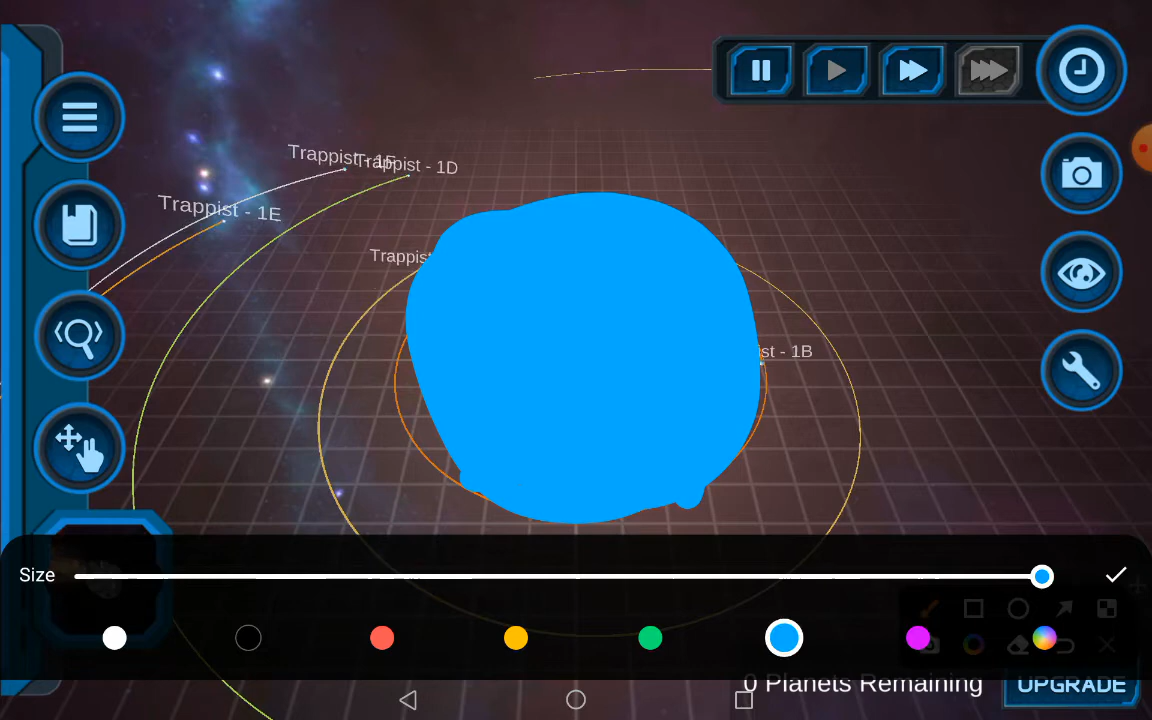 Trappist - 1F
Trappist - 1D
Trappist - 1E
Trappist
ist - 1B
Size
0 Planets Remaining
UPGRADE